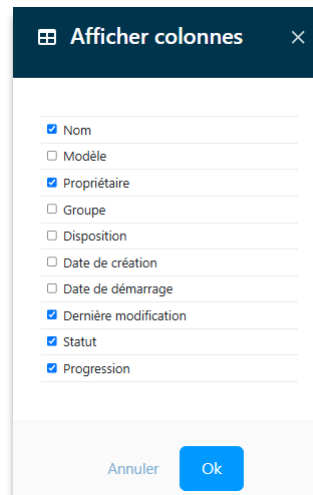 Afficher colonnes
Nom
Modèle
Propriétaire
Groupe
Disposition
Date de création
Date de démarrage
Dernière modification
Statut
Progression
Annuler Ok